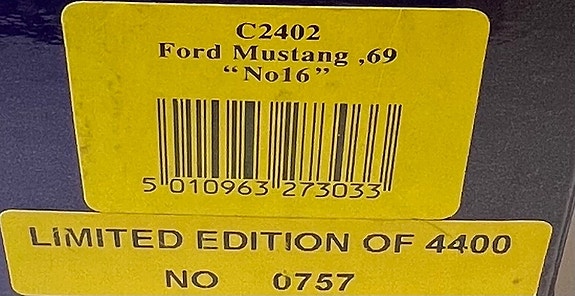 C2402
Ford Mustang ,69
“No16”
5 010963 273033
LIMITED EDITION OF 4400
NO 0757